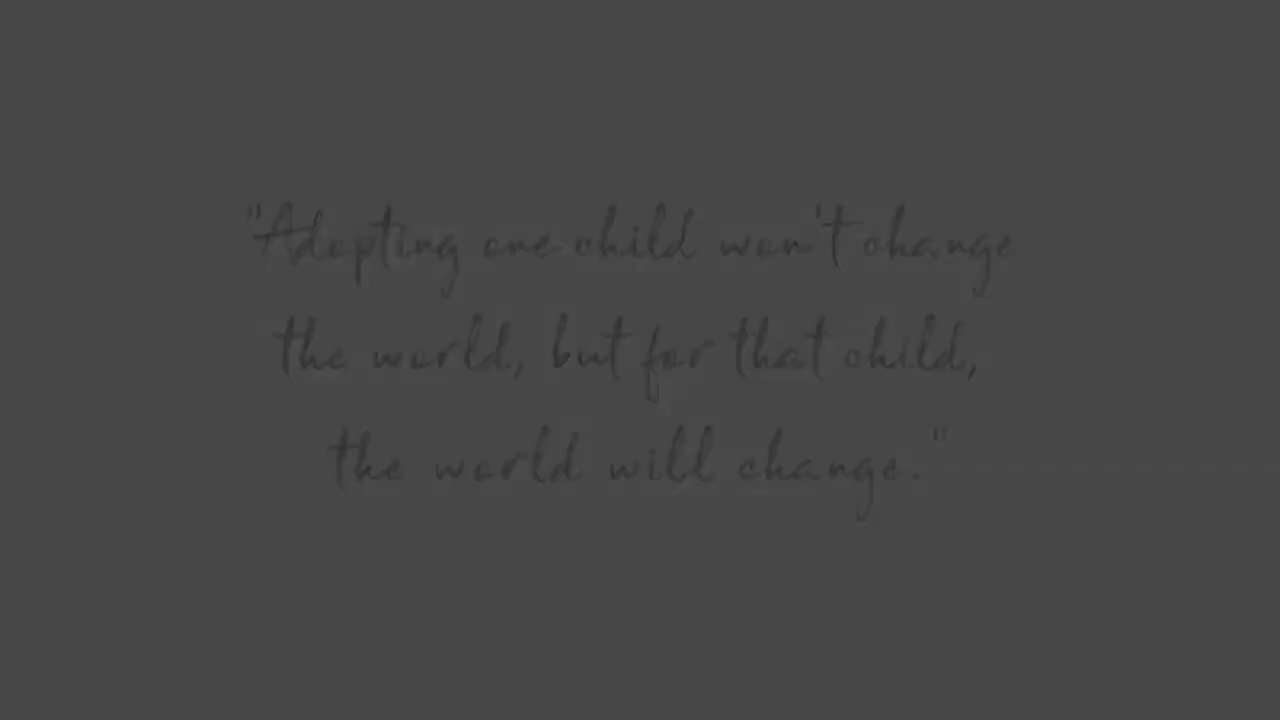 "Adopting one child won't change
the world, but for that child,
the world will change."